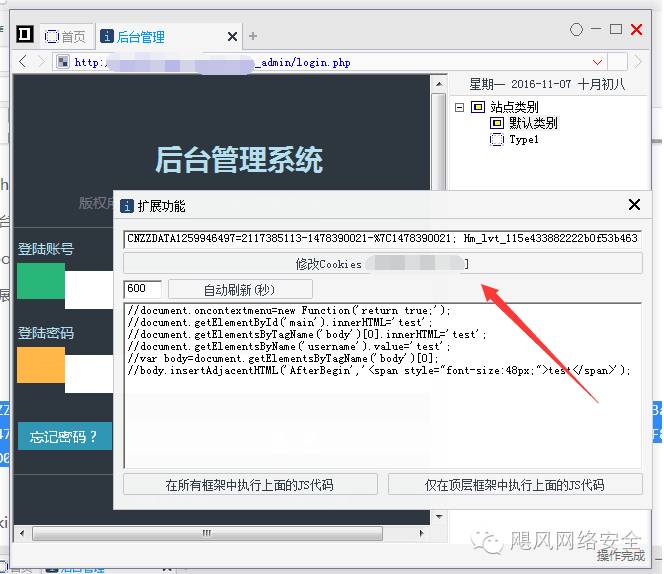 首页
后台管理
http:/
_admin/login.php
星期一 2016-11-07 十月初八
站点类别
默认类别
Type1
后台管理系统
版权
扩展功能
CNZZDATA1259946497=2117385113-1478390021-%7C1478390021; Hm_lvt_115e433882222b0f53b463
修改Cookies ]
600
自动刷新(秒)
登陆账号
登陆密码
忘记密码？
//document.oncontextmenu=new Function('return true;');
//document.getElementById('main').innerHTML='test';
//document.getElementsByTagName('body')[0].innerHTML='test';
//document.getElementsByName('username').value='test';
//var body=document.getElementsByTagName('body')[0];
//body.insertAdjacentHTML('AfterBegin','<span style="font-size:48px;">test</span>');
在所有框架中执行上面的JS代码
仅在顶层框架中执行上面的JS代码
飓风网络安全
操作完成